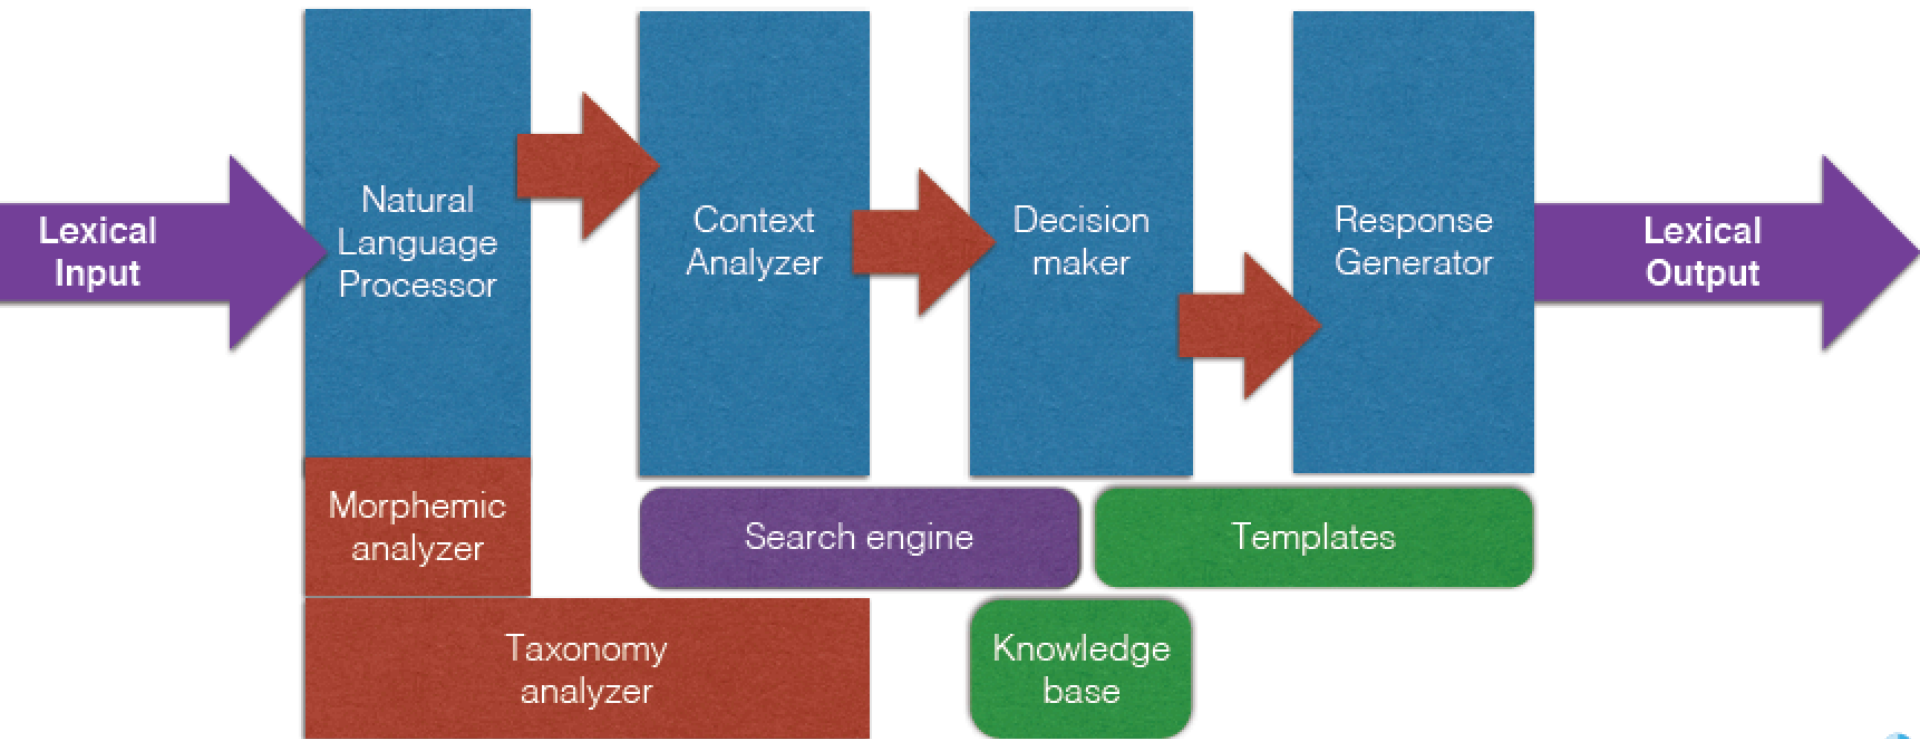 Lexical
Input
Natural
Language
Processor
Context
Analyzer
Decision
maker
Response
Generator
Lexical
Output
Morphemic
analyzer
Search engine
Templates
Taxonomy
analyzer
Knowledge
base